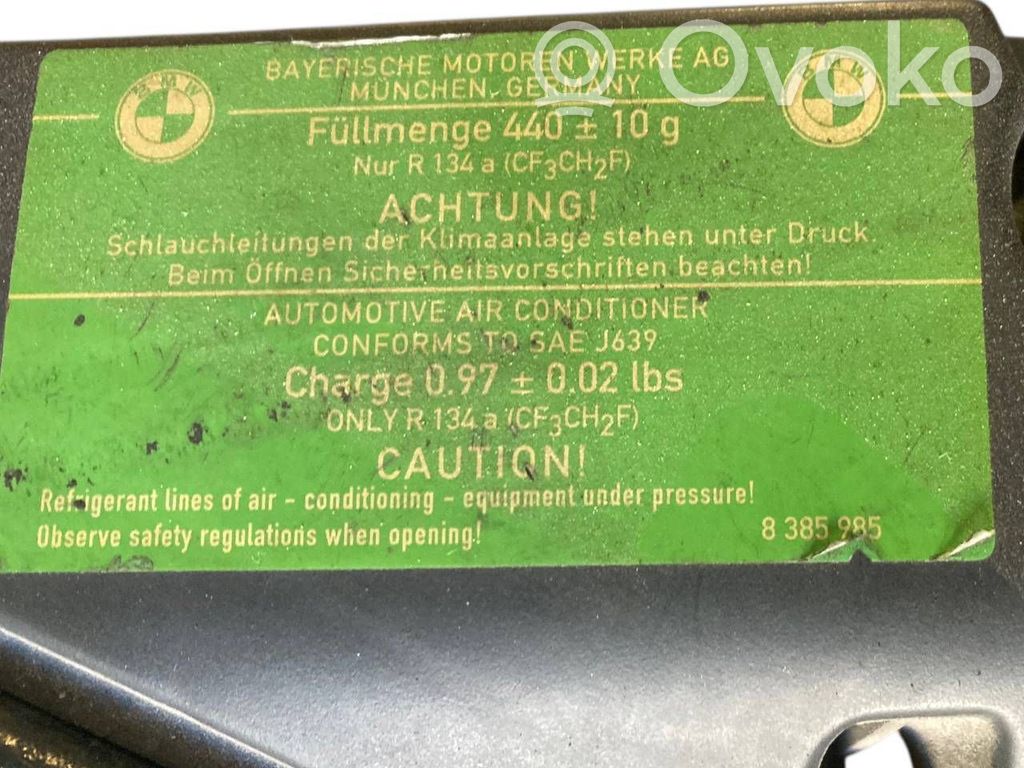 BAYERISCHE MOTOREN WERKE AG
MÜNCHEN, GERMANY
Füllmenge 440 ± 10 g
Nur R 134 a (CF₃CH₂F)
ACHTUNG!
Schlauchleitungen der Klimaanlage stehen unter Druck.
Beim Öffnen Sicherheitsvorschriften beachten!
AUTOMOTIVE AIR CONDITIONER
CONFORMS TO SAE J639
Charge 0.97 ± 0.02 lbs
ONLY R 134 a (CF₃CH₂F)
CAUTION!
Refrigerant lines of air - conditioning - equipment under pressure!
Observe safety regulations when opening!
8 385 985
BMW
BMW
Ovoko
R